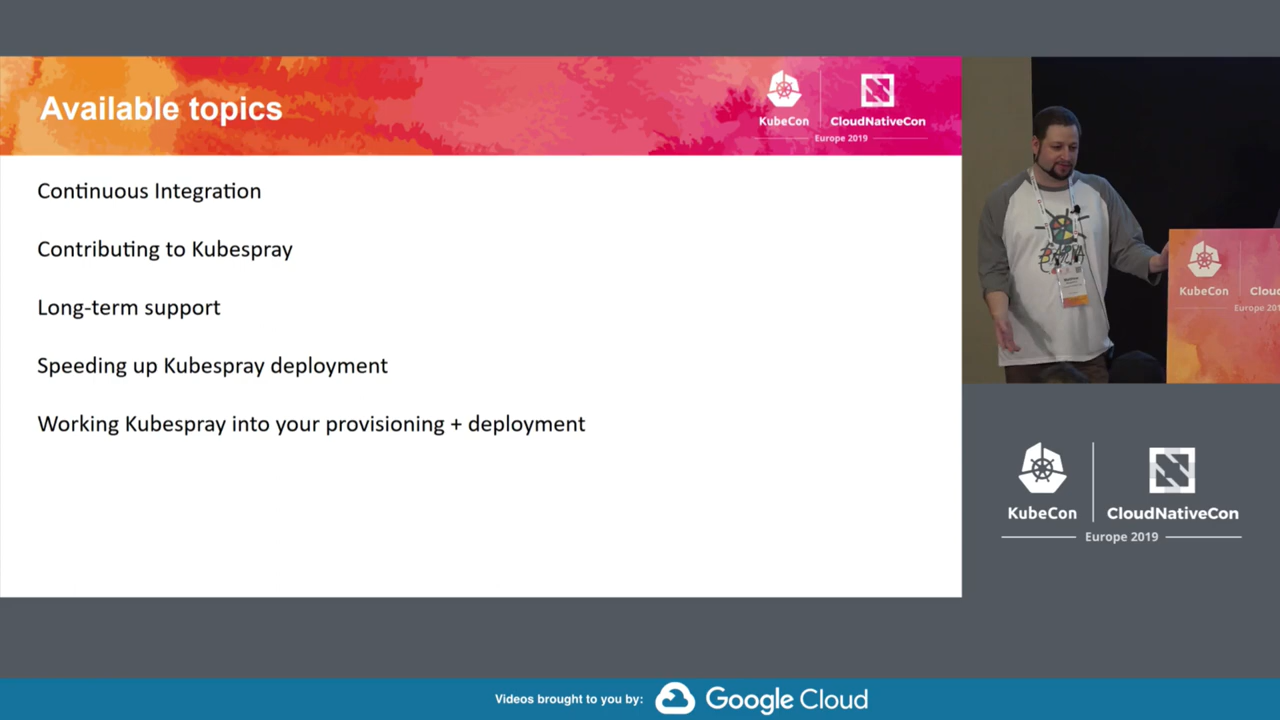 Available topics
KubeCon
CloudNativeCon
Europe 2019
Continuous Integration
Contributing to Kubespray
Long-term support
Speeding up Kubespray deployment
Working Kubespray into your provisioning + deployment
KubeCon
KubeCon
CloudNativeCon
Europe 2019
Videos brought to you by:
Google Cloud